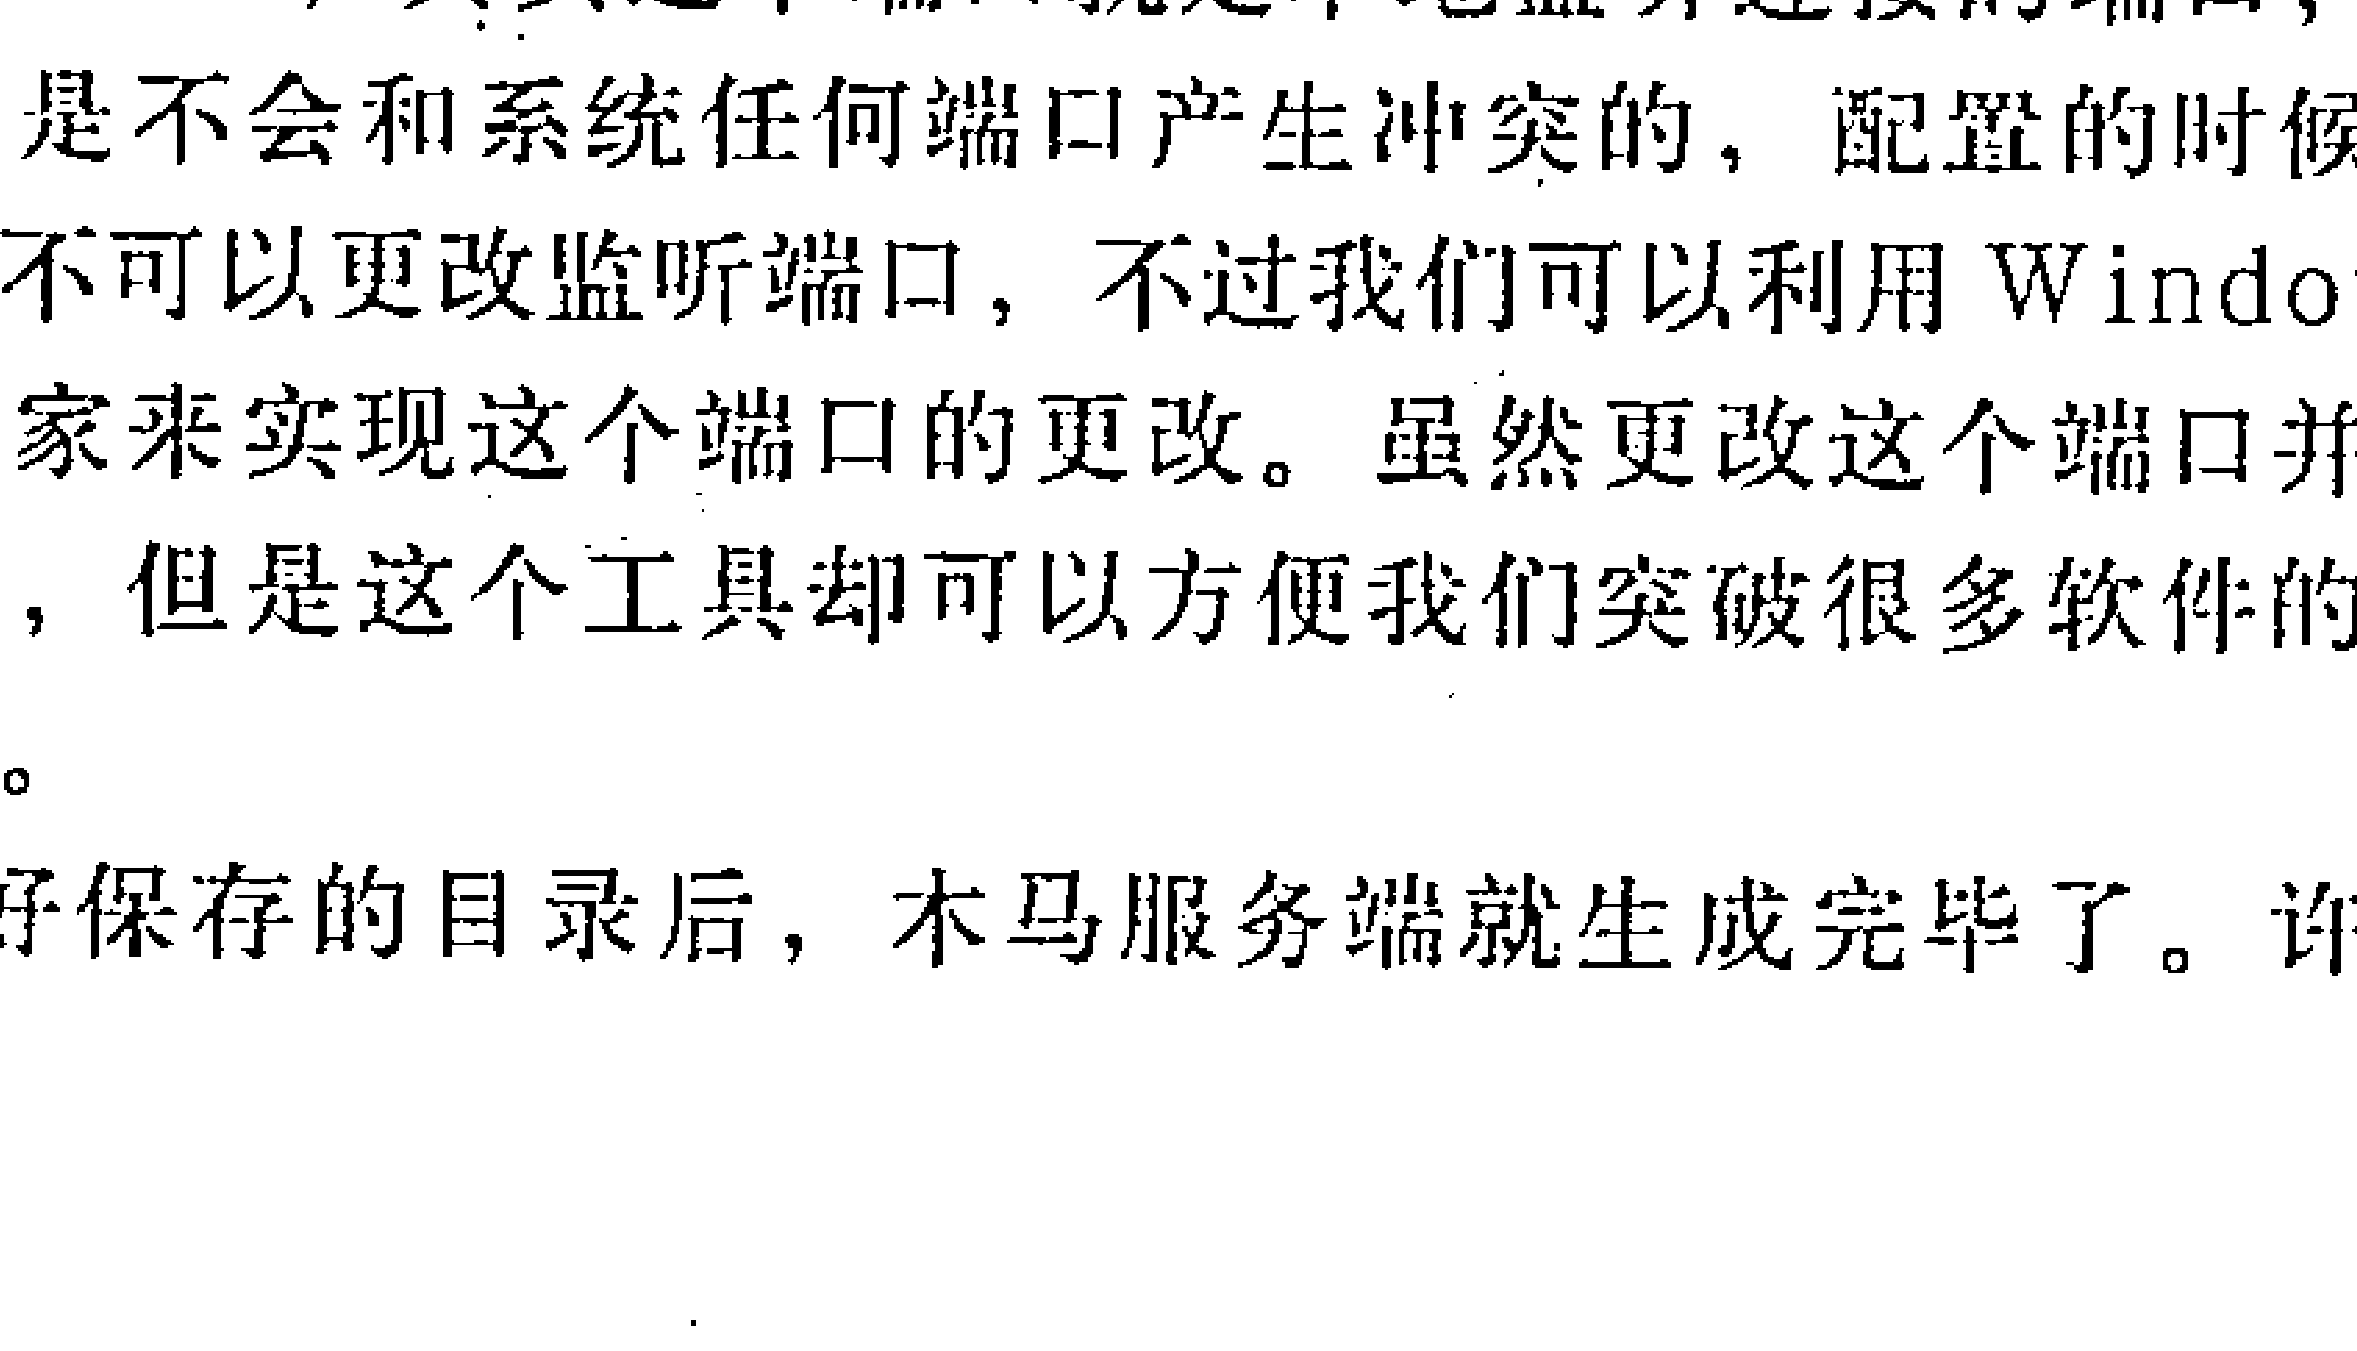 是不会和系统任何端口产生冲突的，配置的时候
不可以更改监听端口，不过我们可以利用 Windo
家来实现这个端口的更改。虽然更改这个端口并
，但是这个工具却可以方便我们突破很多软件的
。
好保存的目录后，木马服务端就生成完毕了。许